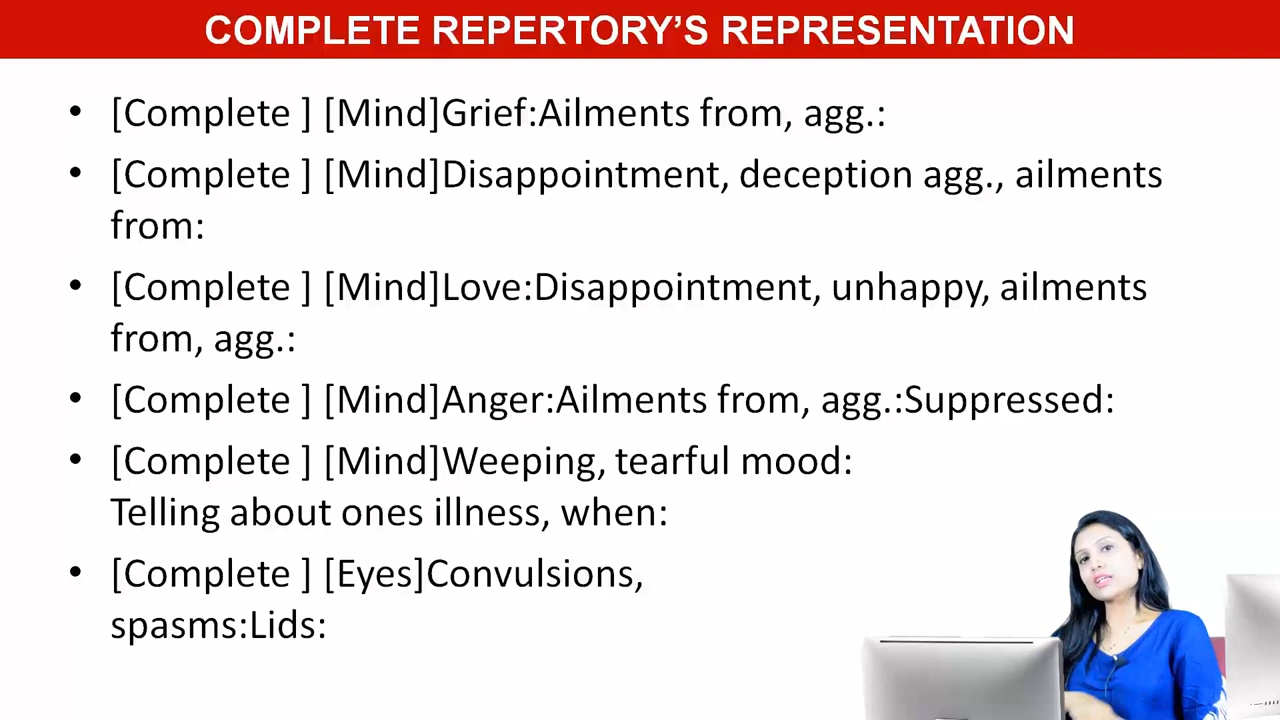 COMPLETE REPERTORY'S REPRESENTATION
• [Complete ] [Mind]Grief:Ailments from, agg.:
• [Complete ] [Mind]Disappointment, deception agg., ailments
from:
• [Complete ] [Mind]Love:Disappointment, unhappy, ailments
from, agg.:
• [Complete ] [Mind]Anger:Ailments from, agg.:Suppressed:
• [Complete ] [Mind]Weeping, tearful mood:
Telling about ones illness, when:
• [Complete ] [Eyes]Convulsions,
spasms:Lids: